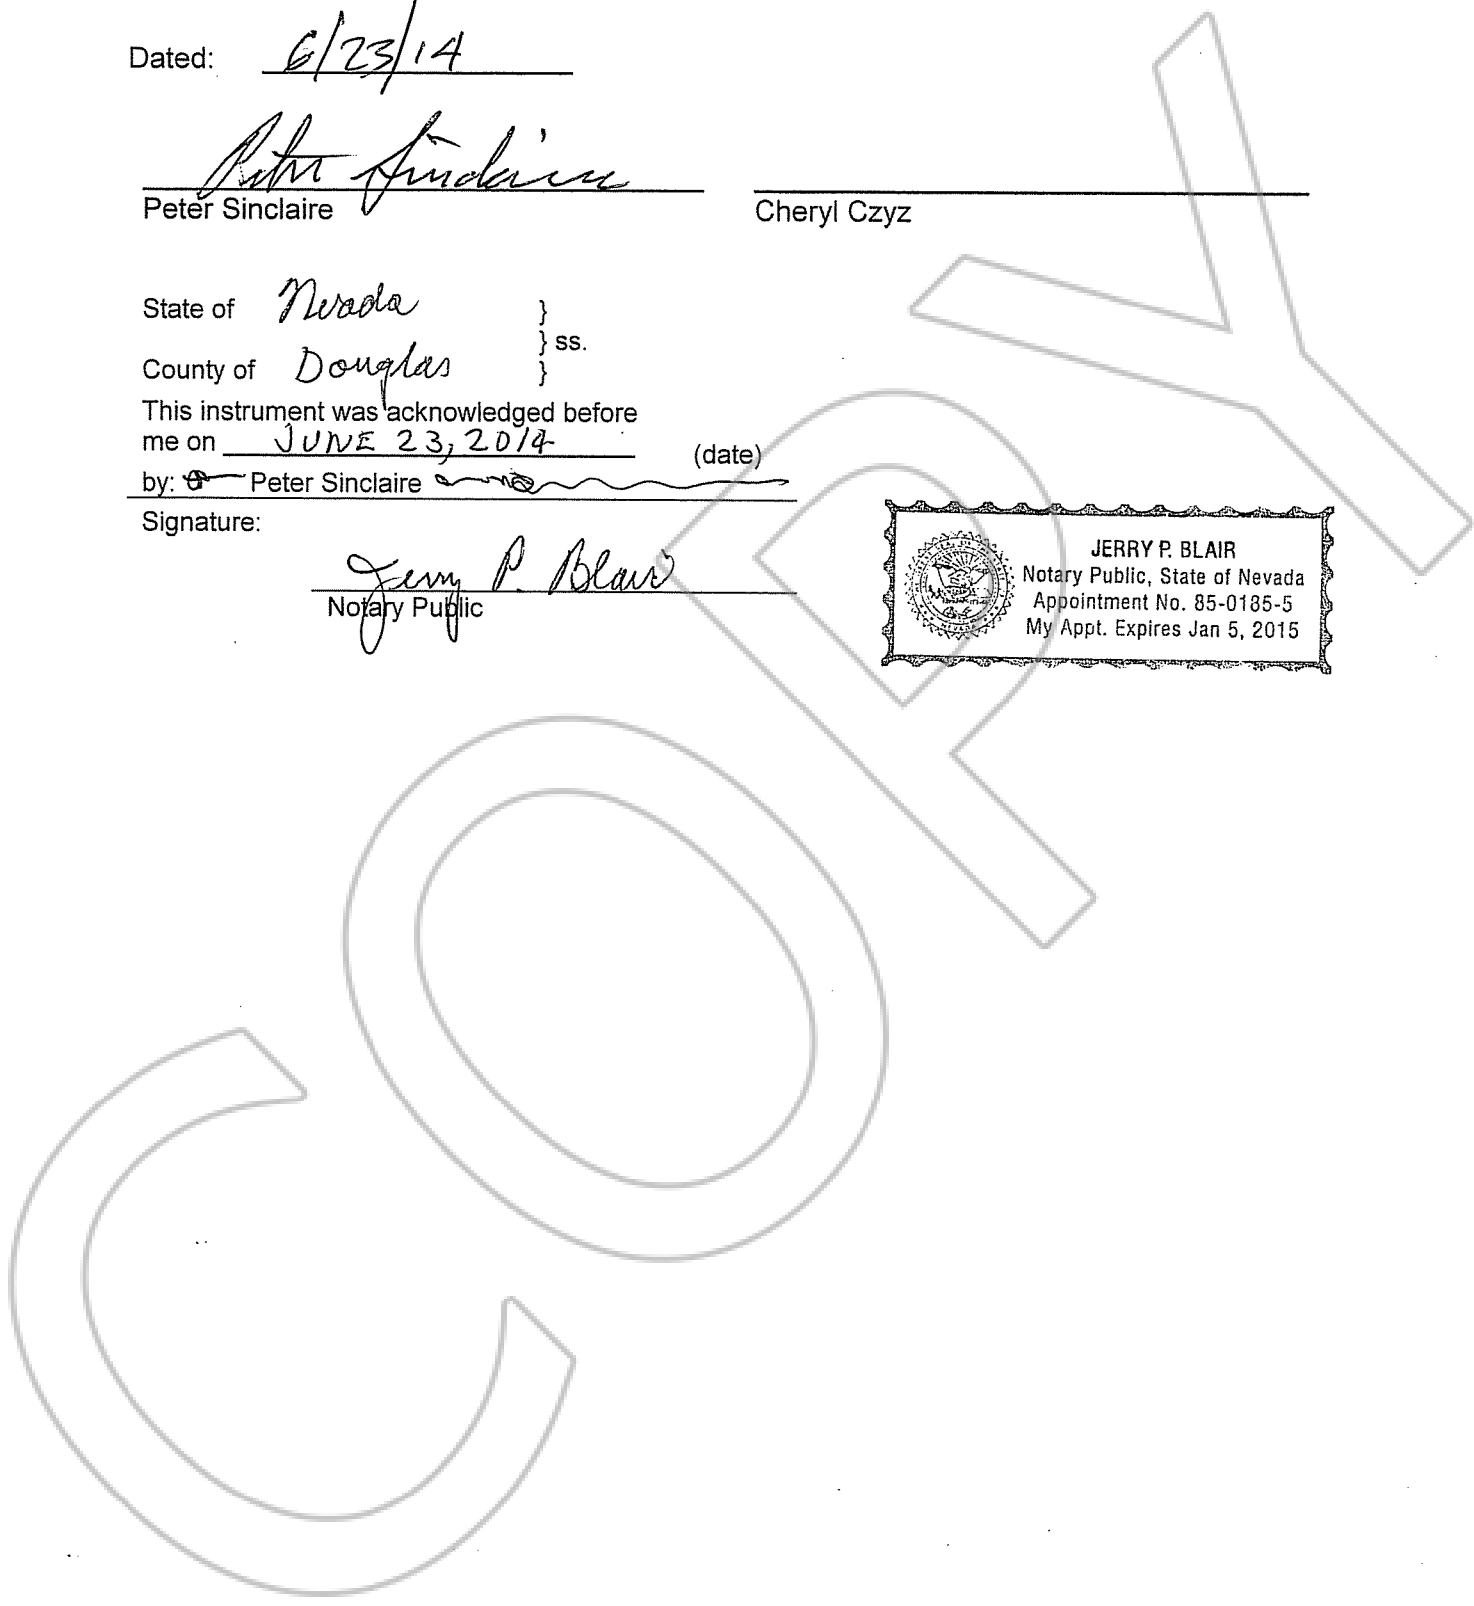 Dated: 6/23/14
Peter Sinclaire
Peter Sinclaire
Cheryl Czyz
State of Nevada }
} ss.
County of Douglas }
This instrument was acknowledged before
me on JUNE 23, 2014 (date)
by: Peter Sinclaire
Signature:
Jerry P. Blair
Notary Public
JERRY P. BLAIR
Notary Public, State of Nevada
Appointment No. 85-0185-5
My Appt. Expires Jan 5, 2015
COPY